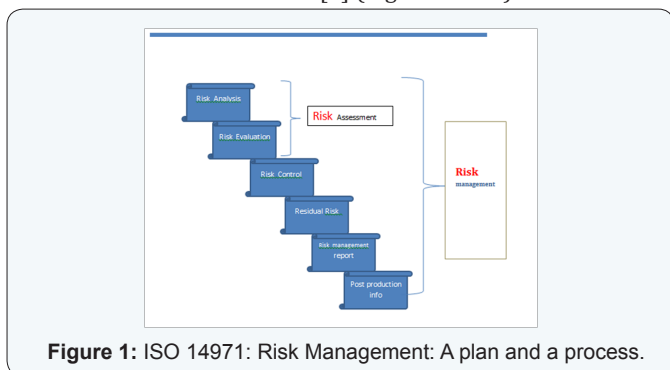 Risk Analysis
Risk Assessment
Risk Evaluation
Risk Control
Risk
management
Residual Risk
Risk management
report
Post production
info
Figure 1: ISO 14971: Risk Management: A plan and a process.